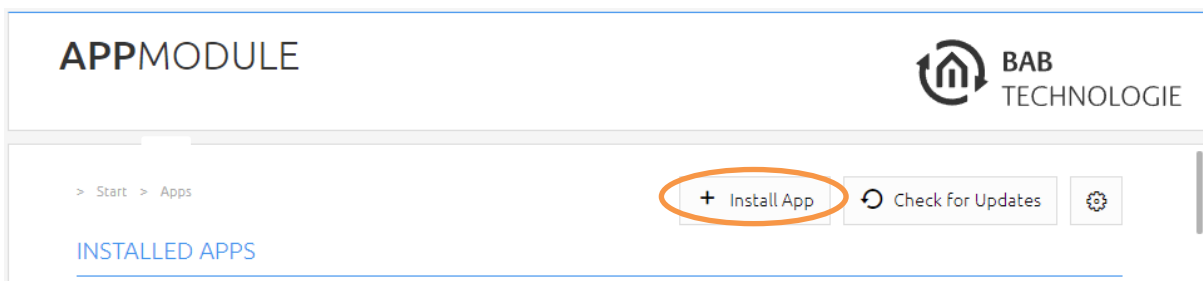 APPMODULE
BAB
TECHNOLOGIE
> Start > Apps
+ Install App
Check for Updates
INSTALLED APPS